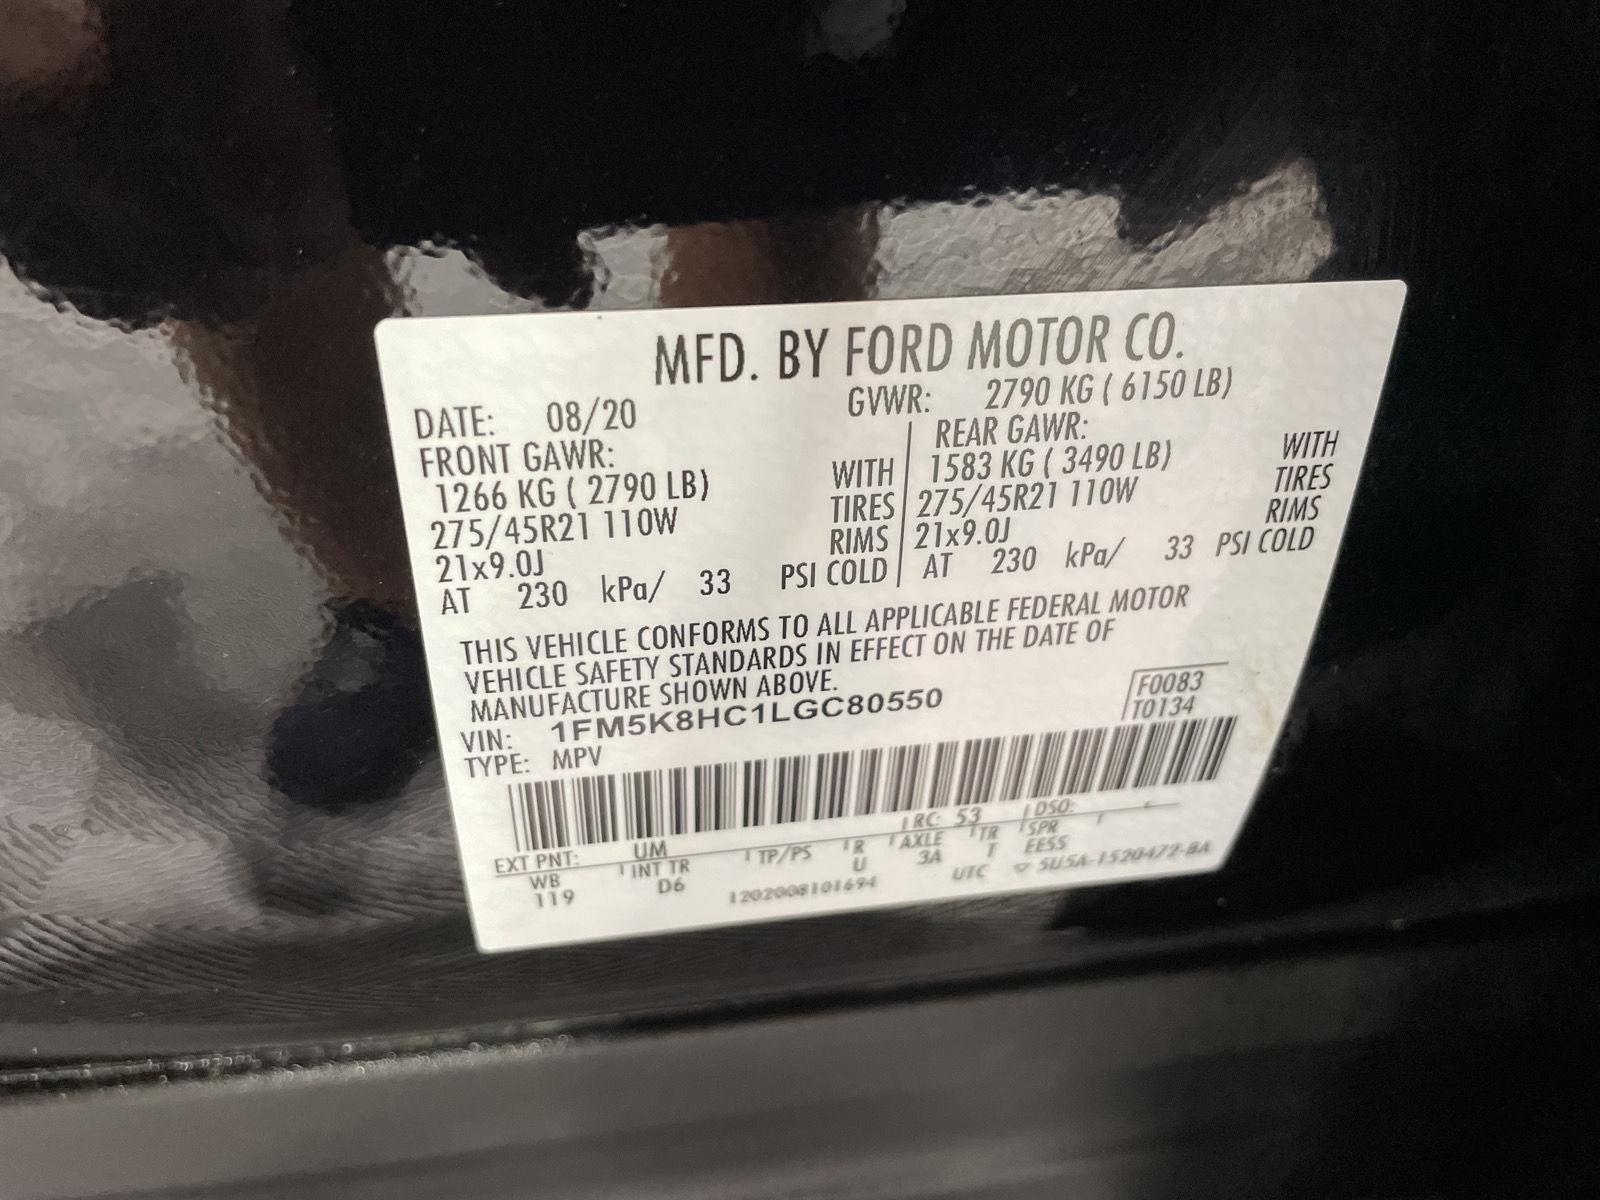 MFD. BY FORD MOTOR CO.
DATE: 08/20 GVWR: 2790 KG ( 6150 LB)
FRONT GAWR: REAR GAWR:
1266 KG ( 2790 LB) WITH 1583 KG ( 3490 LB) WITH
275/45R21 110W TIRES 275/45R21 110W TIRES
21x9.0J RIMS 21x9.0J RIMS
AT 230 kPa/ 33 PSI COLD AT 230 kPa/ 33 PSI COLD
THIS VEHICLE CONFORMS TO ALL APPLICABLE FEDERAL MOTOR
VEHICLE SAFETY STANDARDS IN EFFECT ON THE DATE OF
MANUFACTURE SHOWN ABOVE.
VIN: 1FM5K8HC1LGC80550 F0083
TYPE: MPV T0134
EXT PNT: UM RC: 53 DSO:
WB INT TR TP/PS R AXLE TR SPR
119 D6 U 3A T EESS
1202008101694 UTC ▽ 5U5A-1520472-BA